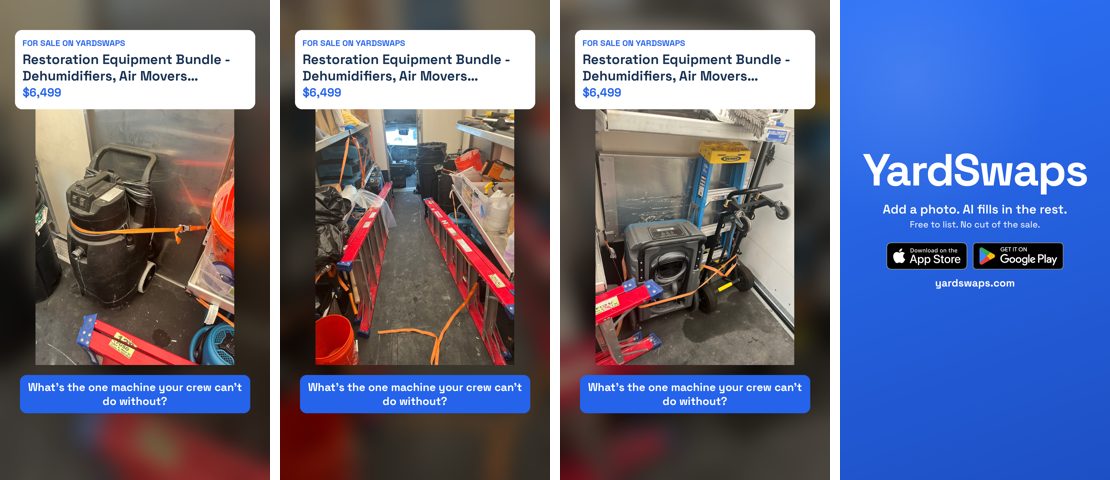 FOR SALE ON YARDSWAPS
Restoration Equipment Bundle -
Dehumidifiers, Air Movers...
$6,499
What's the one machine your crew can't
do without?
FOR SALE ON YARDSWAPS
Restoration Equipment Bundle -
Dehumidifiers, Air Movers...
$6,499
What's the one machine your crew can't
do without?
FOR SALE ON YARDSWAPS
Restoration Equipment Bundle -
Dehumidifiers, Air Movers...
$6,499
What's the one machine your crew can't
do without?
YardSwaps
Add a photo. AI fills in the rest.
Free to list. No cut of the sale.
Download on the
App Store
GET IT ON
Google Play
yardswaps.com